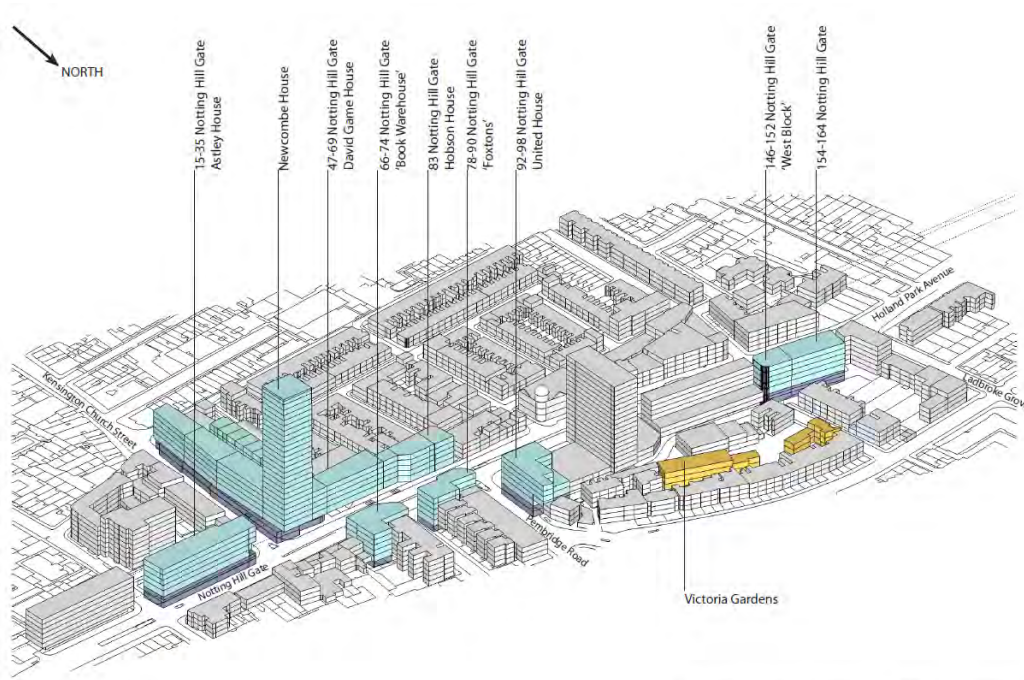 NORTH
15-35 Notting Hill Gate
Astley House
Newcombe House
47-69 Notting Hill Gate
David Game House
66-74 Notting Hill Gate
'Book Warehouse'
83 Notting Hill Gate
Hobson House
78-90 Notting Hill Gate
'Foxtons'
92-98 Notting Hill Gate
United House
146-152 Notting Hill Gate
'West Block'
154-164 Notting Hill Gate
Holland Park Avenue
Ladbroke Grov
Kensington Church Street
Pembridge Road
Notting Hill Gate
Victoria Gardens